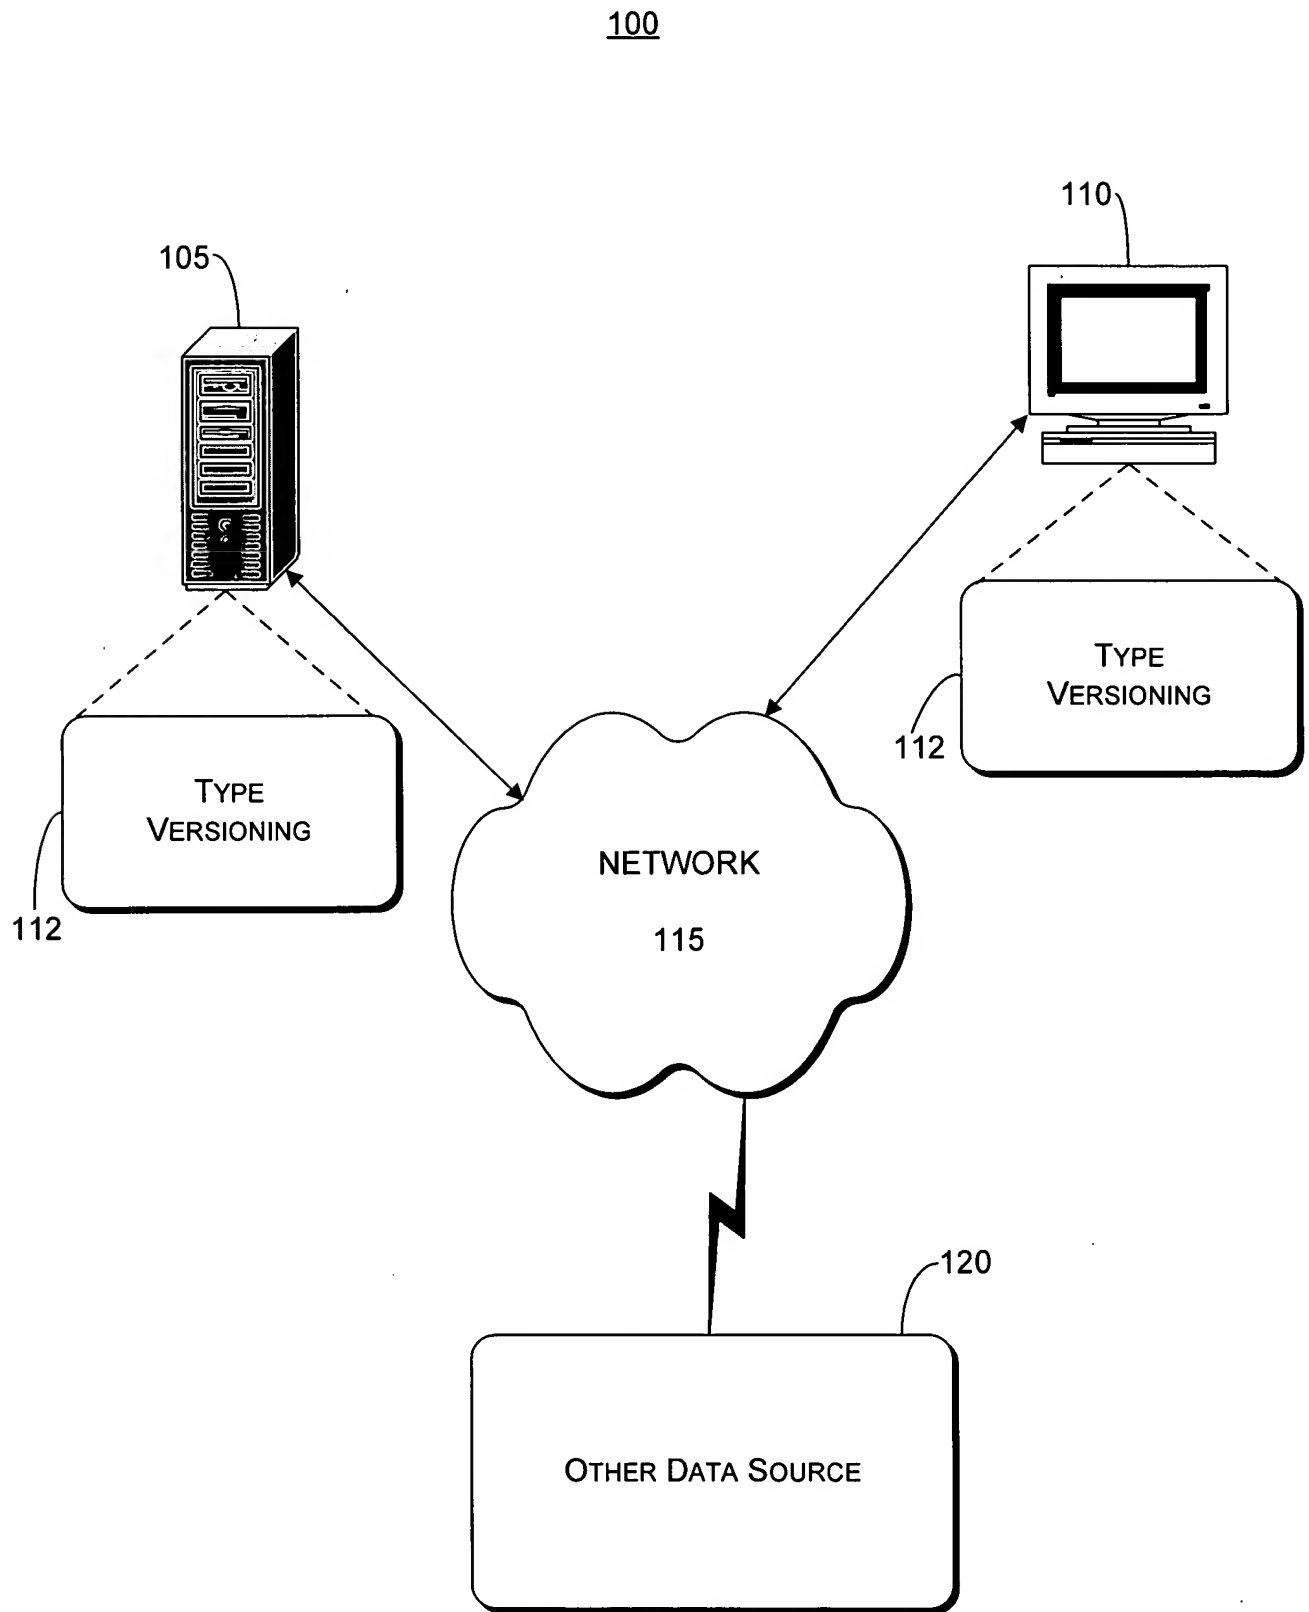 100
110
105
TYPE
VERSIONING
112
TYPE
VERSIONING
112
NETWORK
115
120
OTHER DATA SOURCE